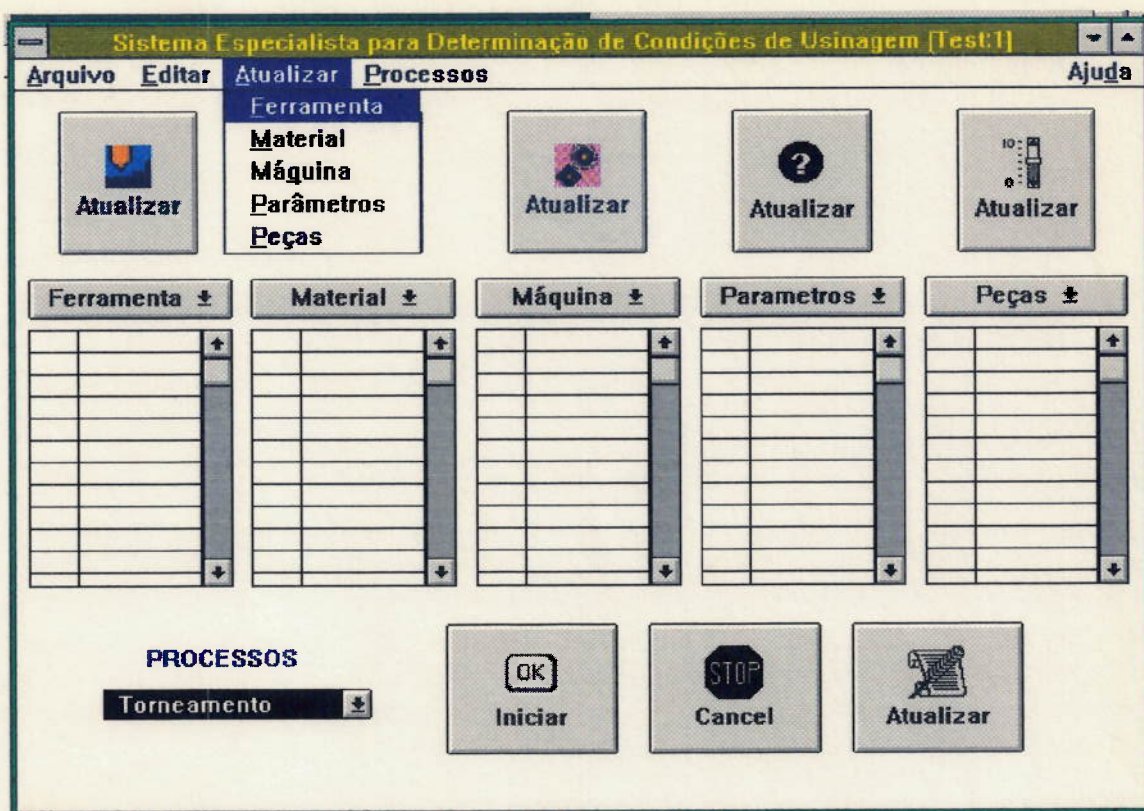 Sistema Especialista para Determinação de Condições de Usinagem [Test:1]
Arquivo Editar Atualizar Processos Ajuda
Ferramenta
Material
Máquina
Parâmetros
Peças
Atualizar Atualizar Atualizar Atualizar
10
0
Ferramenta Material Máquina Parametros Peças
PROCESSOS
Torneamento
OK STOP
Iniciar Cancel Atualizar